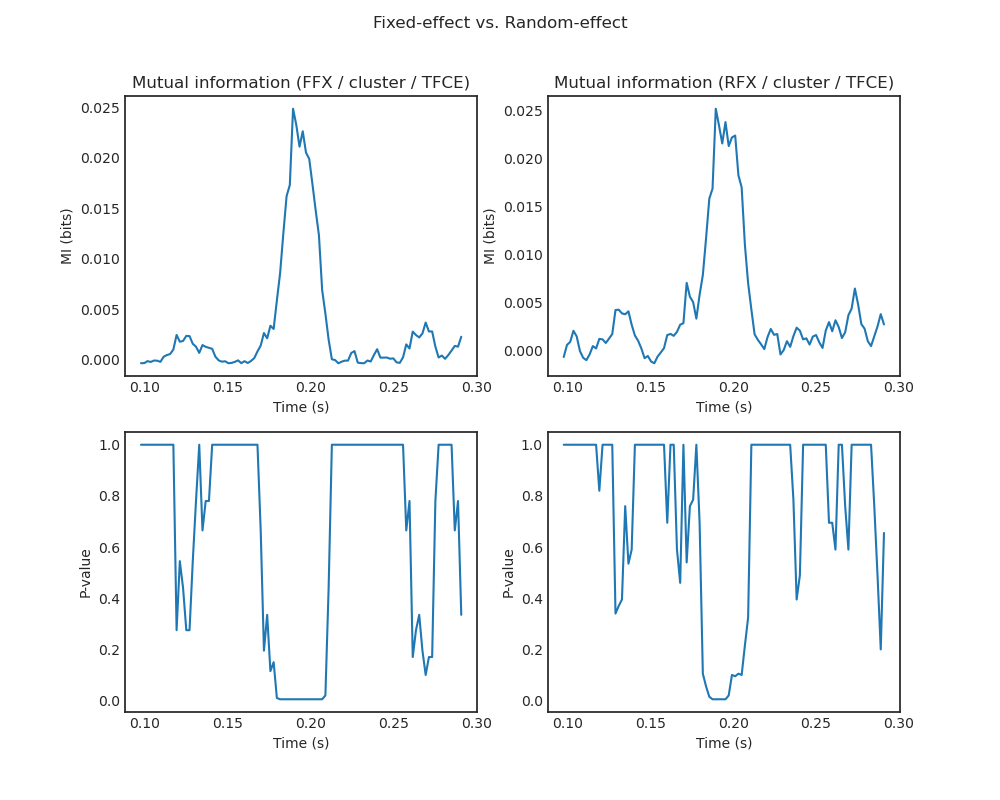 Fixed-effect vs. Random-effect
Mutual information (FFX / cluster / TFCE)
0.025
0.020
0.015
0.010
0.005
0.000
MI (bits)
0.10 0.15 0.20 0.25 0.30
Time (s)
Mutual information (RFX / cluster / TFCE)
0.025
0.020
0.015
0.010
0.005
0.000
MI (bits)
0.10 0.15 0.20 0.25 0.30
Time (s)
1.0
0.8
0.6
0.4
0.2
0.0
P-value
0.10 0.15 0.20 0.25 0.30
Time (s)
1.0
0.8
0.6
0.4
0.2
0.0
P-value
0.10 0.15 0.20 0.25 0.30
Time (s)